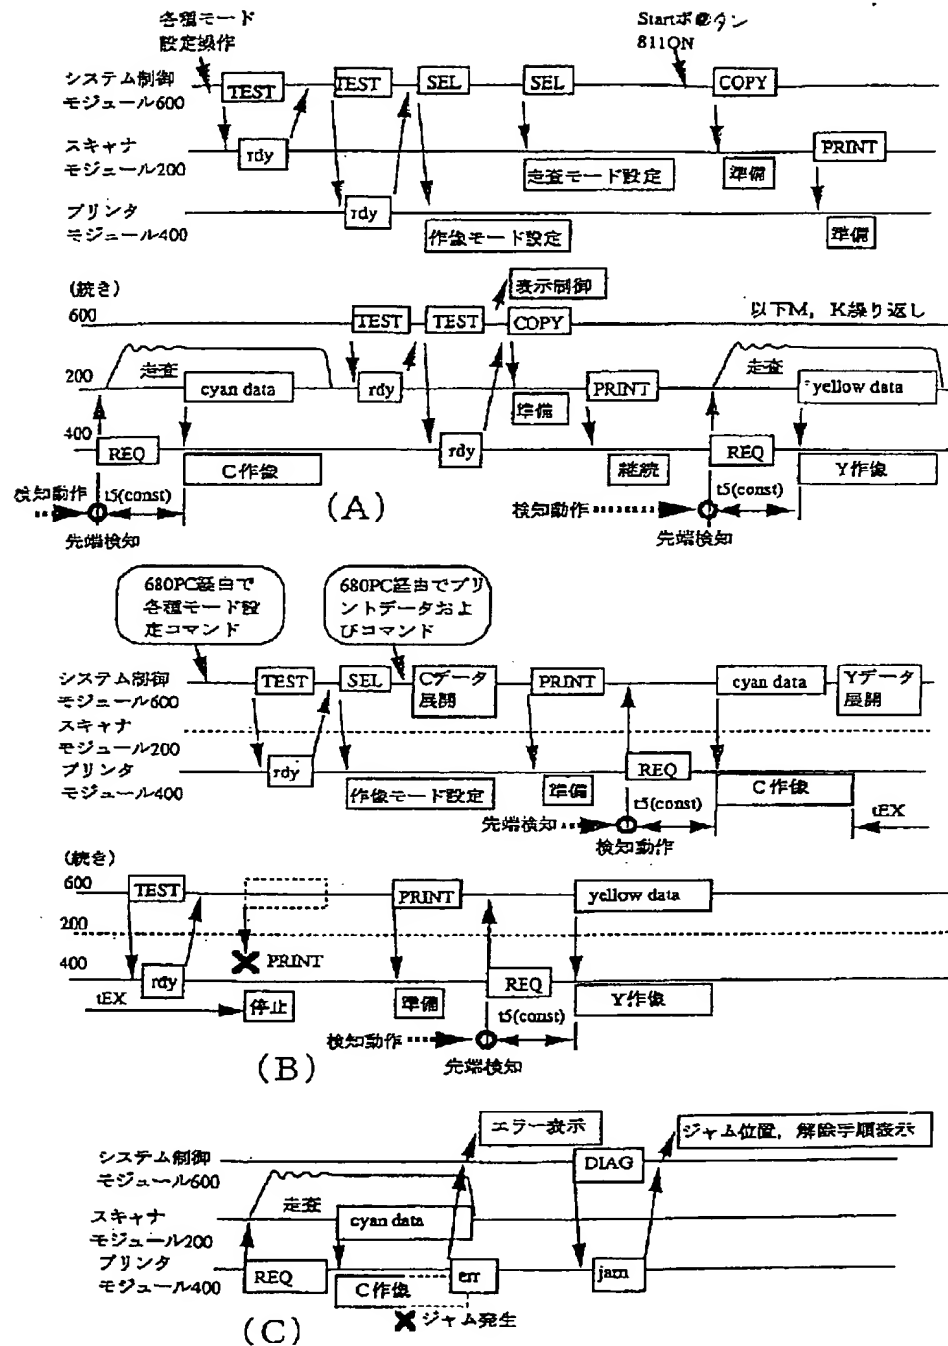 各種モード
設定操作
Startボタン
811ON
システム制御
モジュール600
TEST
TEST
SEL
SEL
COPY
スキャナ
モジュール200
rdy
PRINT
走査モード設定
準備
プリンタ
モジュール400
rdy
作像モード設定
準備
(続き)
表示制御
600
TEST
TEST
COPY
以下M, K繰り返し
走査
走査
200
cyan data
rdy
PRINT
yellow data
準備
400
REQ
rdy
REQ
C作像
継続
Y作像
検知動作
t5(const)
(A)
検知動作
t5(const)
先端検知
先端検知
680PC経由で
各種モード設
定コマンド
680PC経由でプリ
ントデータおよ
びコマンド
システム制御
モジュール600
TEST
SEL
Cデータ
展開
PRINT
cyan data
Yデータ
展開
スキャナ
モジュール200
プリンタ
モジュール400
rdy
REQ
作像モード設定
準備
C作像
t5(const)
tEX
先端検知
検知動作
(続き)
600
TEST
PRINT
yellow data
200
PRINT
400
rdy
REQ
tEX
停止
準備
Y作像
t5(const)
検知動作
(B)
先端検知
エラー表示
ジャム位置, 解除手順表示
システム制御
モジュール600
DIAG
走査
スキャナ
モジュール200
cyan data
プリンタ
モジュール400
REQ
err
jam
C作像
ジャム発生
(C)